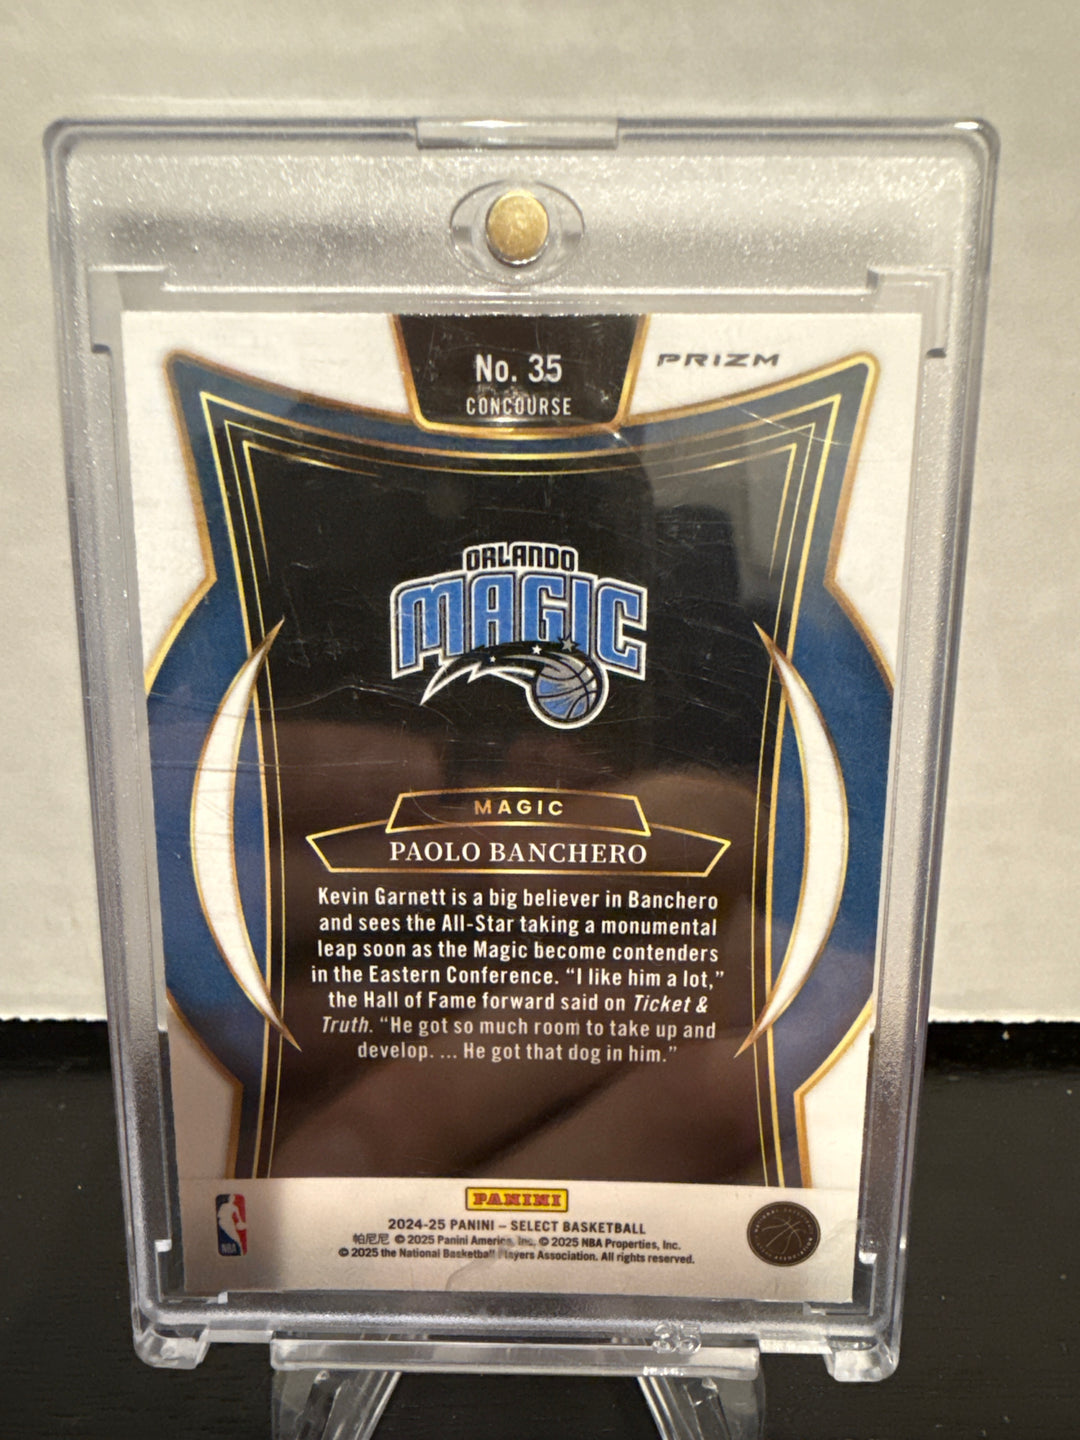 No. 35
PRIZM
CONCOURSE
ORLANDO
MAGIC
MAGIC
PAOLO BANCHERO
Kevin Garnett is a big believer in Banchero
and sees the All-Star taking a monumental
leap soon as the Magic become contenders
in the Eastern Conference. “I like him a lot,”
the Hall of Fame forward said on Ticket &
Truth. “He got so much room to take up and
develop. ... He got that dog in him.”
PANINI
NBA
2024-25 PANINI – SELECT BASKETBALL
帕尼尼 © 2025 Panini America, Inc. © 2025 NBA Properties, Inc.
© 2025 the National Basketball Players Association. All rights reserved.
35